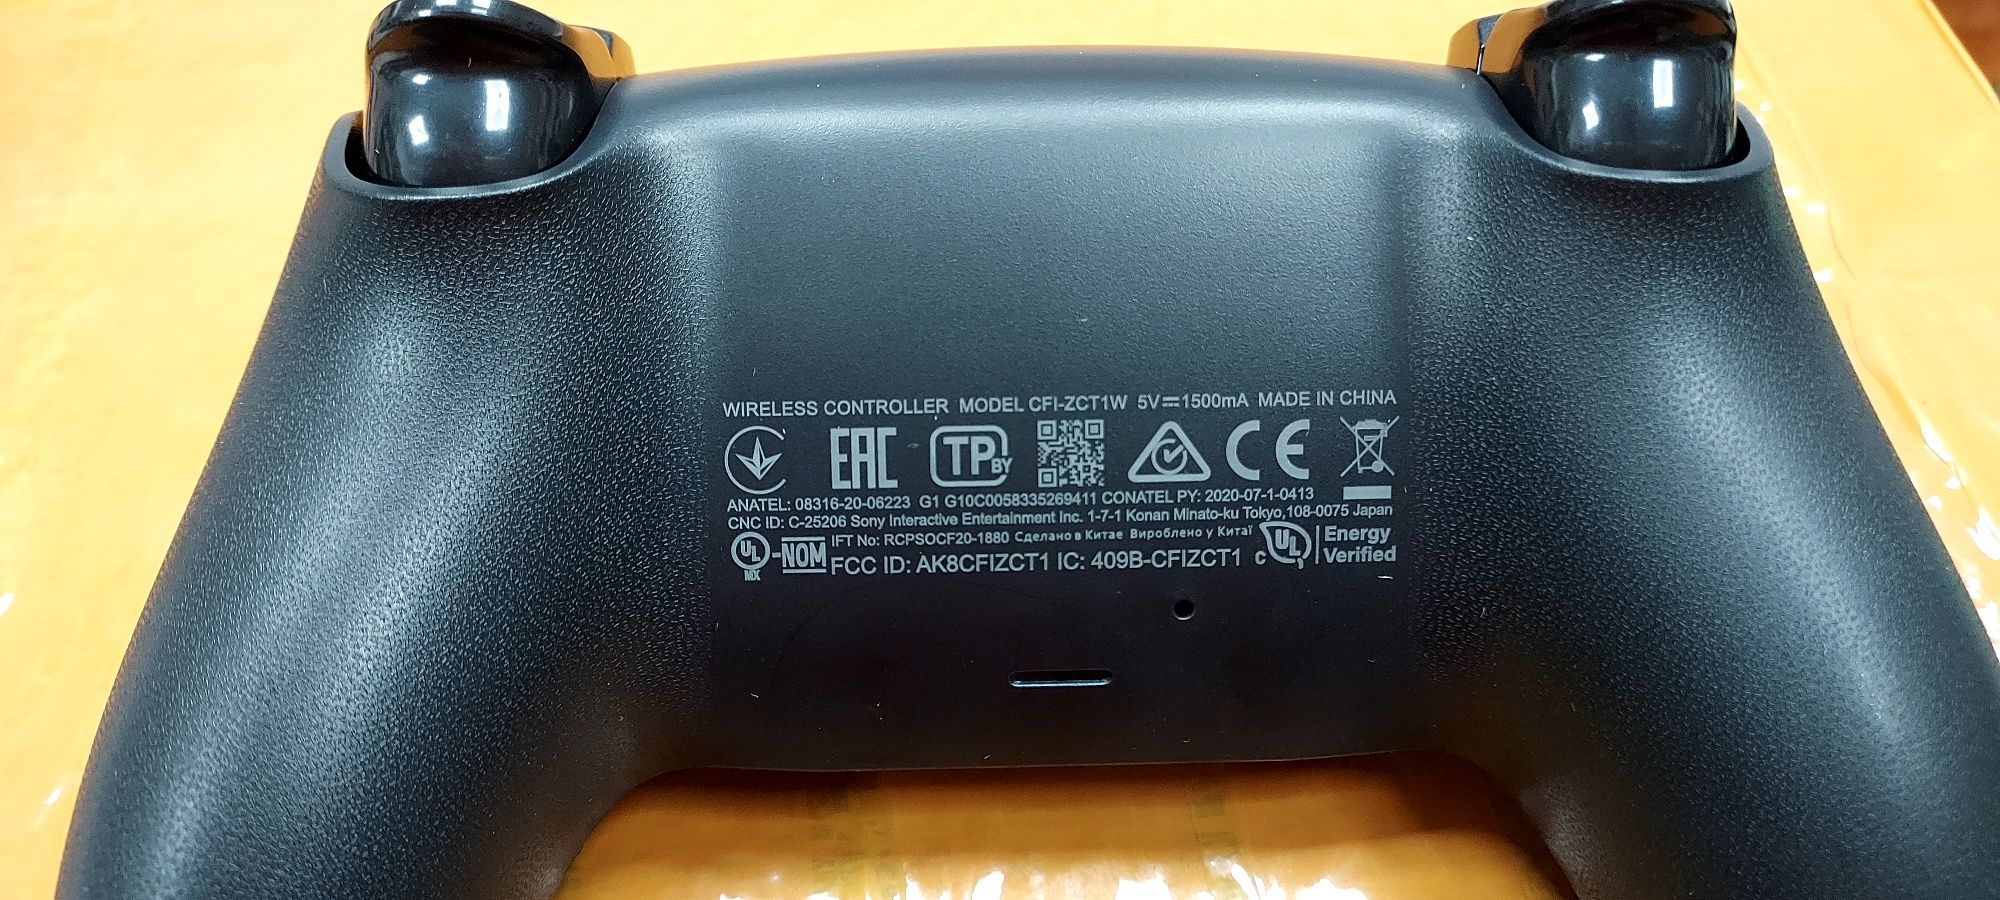 WIRELESS CONTROLLER MODEL CFI-ZCT1W 5V⎓1500mA MADE IN CHINA
EAC TP BY CE
ANATEL: 08316-20-06223 G1 G10C0058335269411 CONATEL PY: 2020-07-1-0413
CNC ID: C-25206 Sony Interactive Entertainment Inc. 1-7-1 Konan Minato-ku Tokyo,108-0075 Japan
UL MX -NOM IFT No: RCPSOCF20-1880 Сделано в Китае Вироблено у Китаї
FCC ID: AK8CFIZCT1 IC: 409B-CFIZCT1 c UL Energy Verified